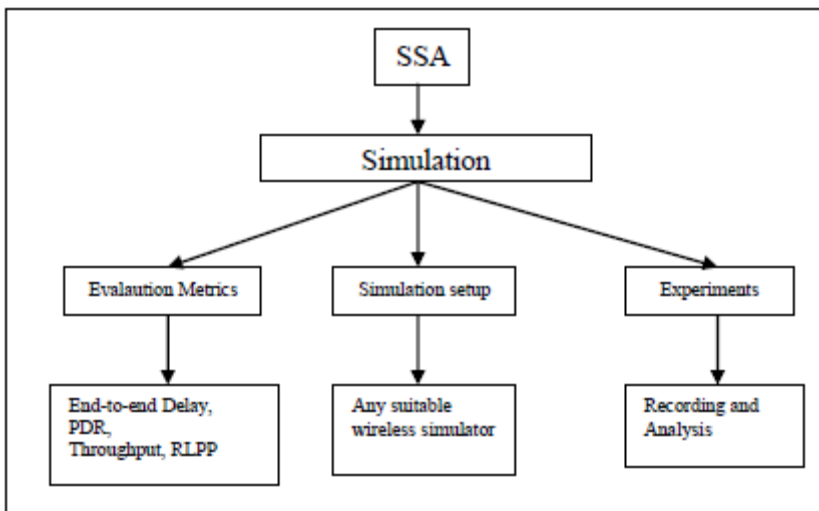 SSA
Simulation
Evalaution Metrics
Simulation setup
Experiments
End-to-end Delay,
PDR,
Throughput, RLPP
Any suitable
wireless simulator
Recording and
Analysis